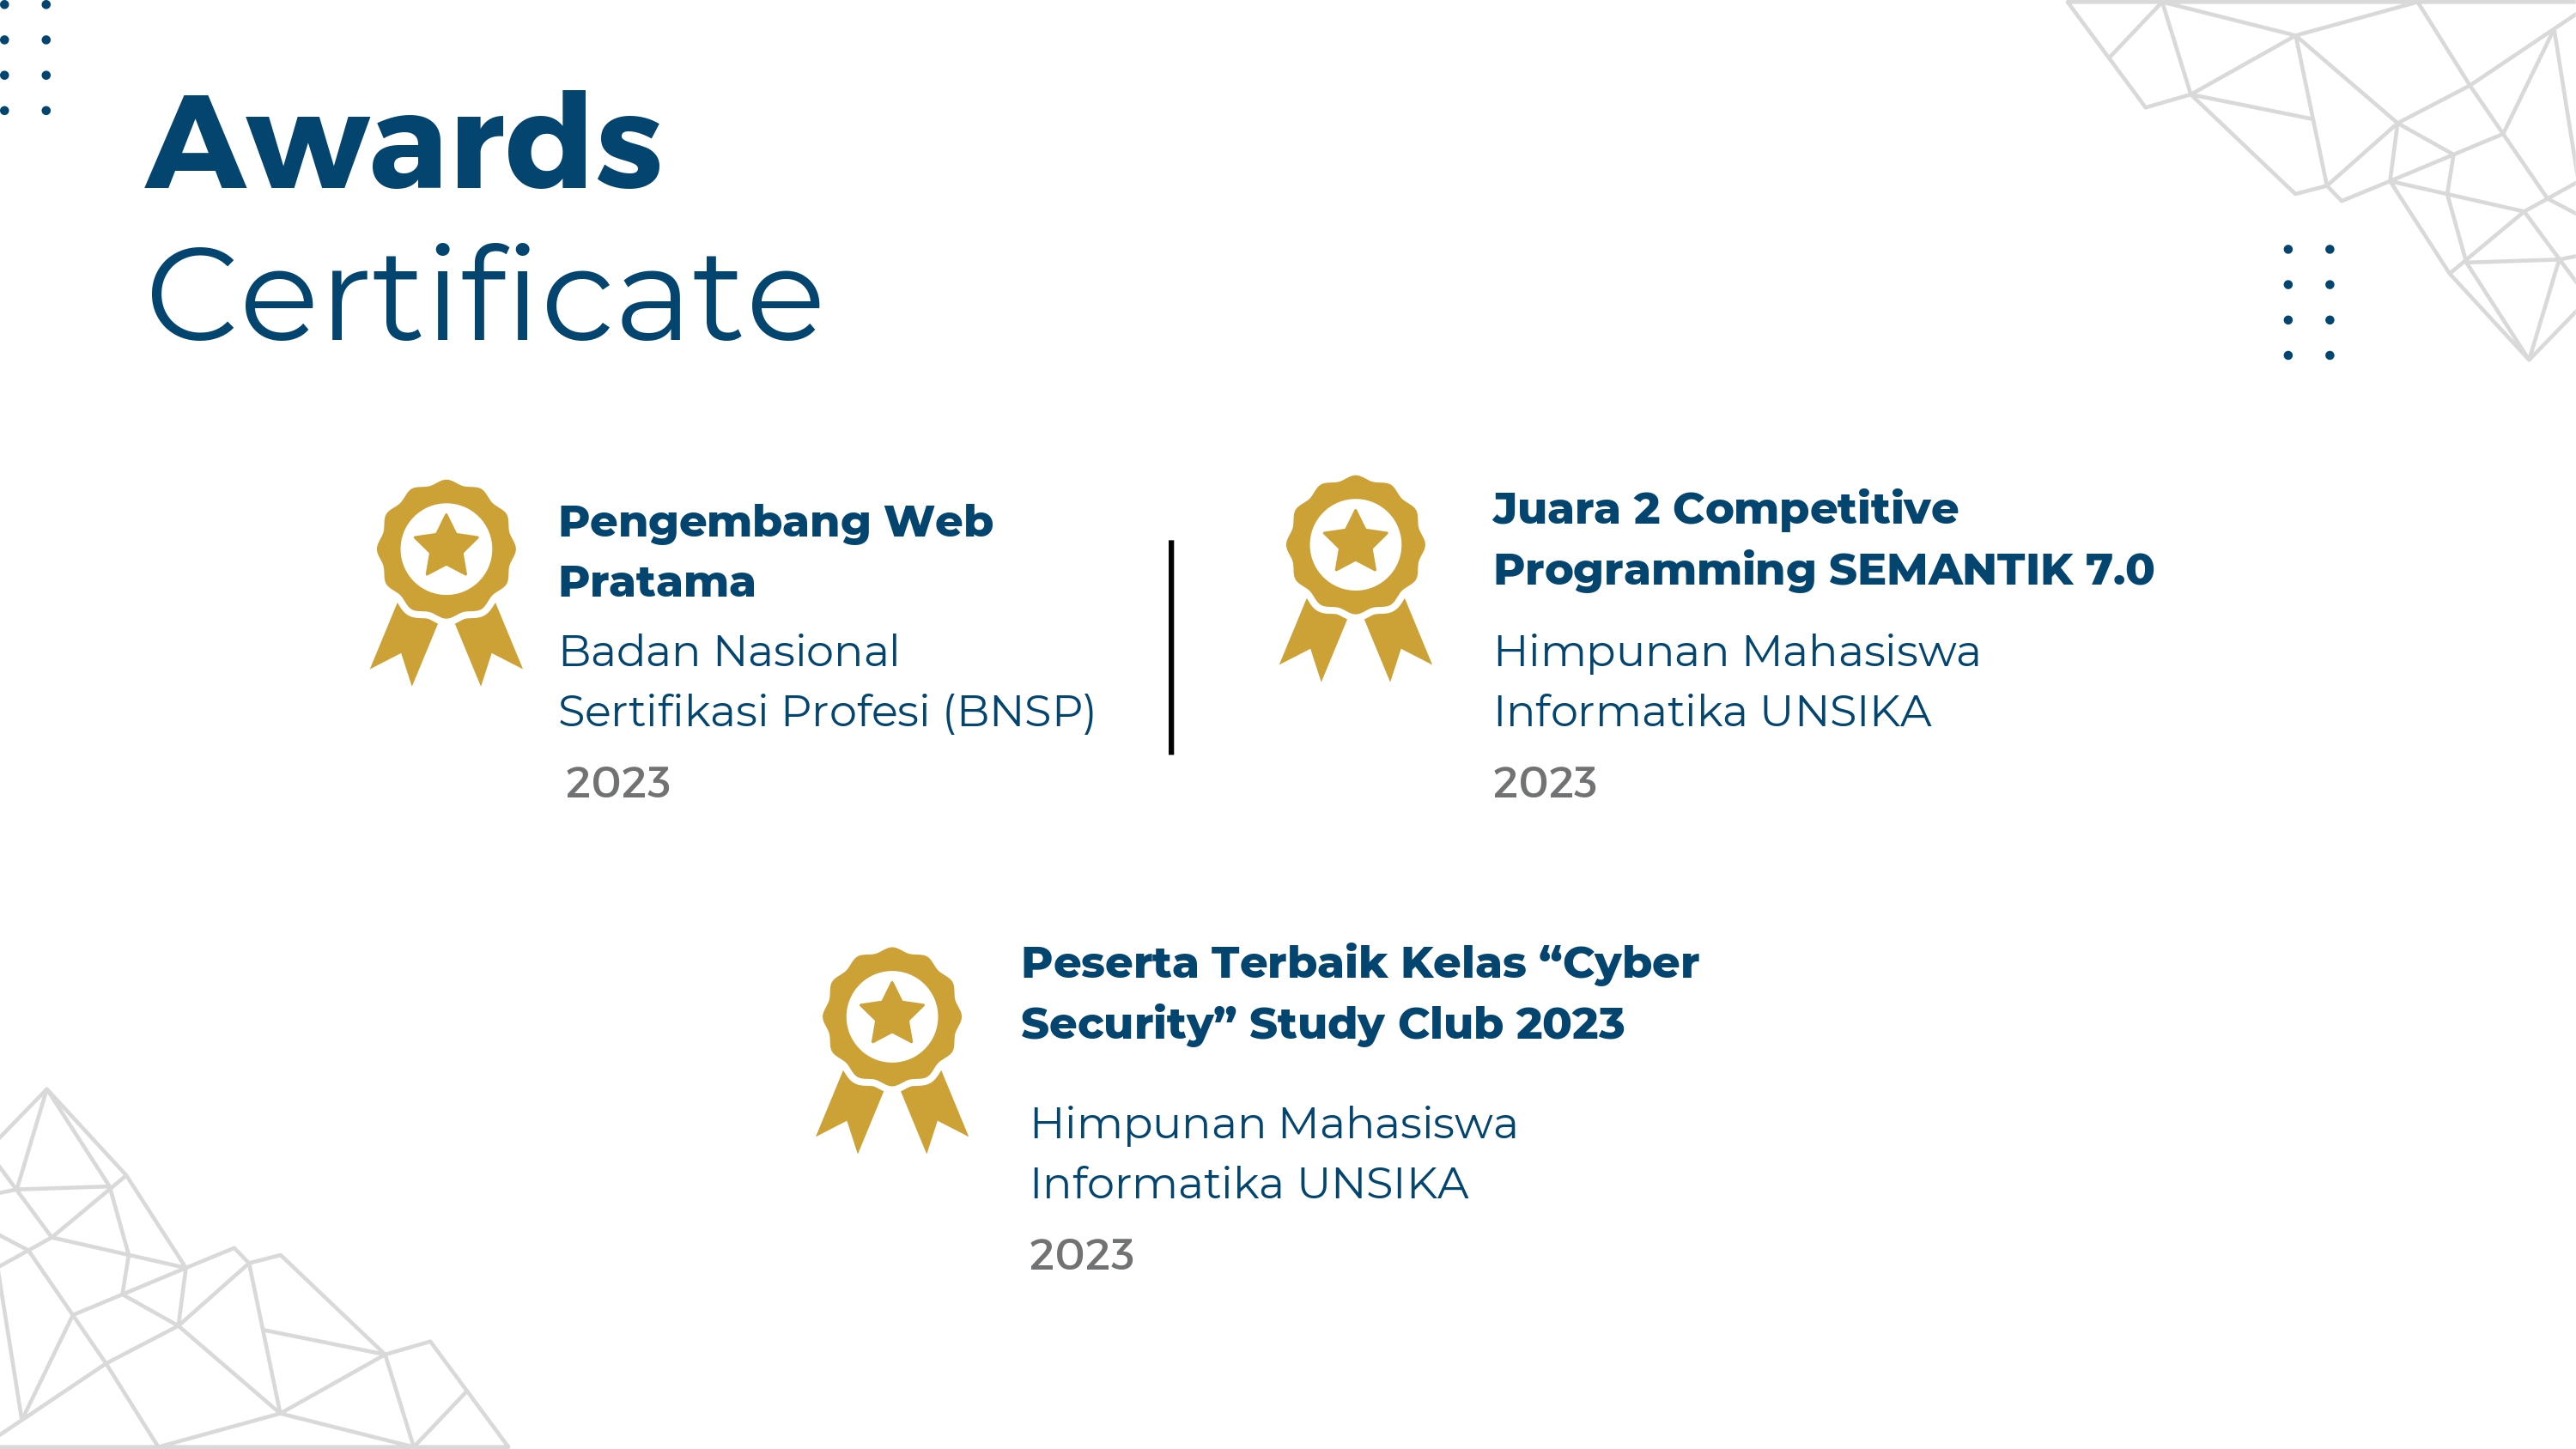 Awards
Certificate
Pengembang Web
Pratama
Badan Nasional
Sertifikasi Profesi (BNSP)
2023
Juara 2 Competitive
Programming SEMANTIK 7.0
Himpunan Mahasiswa
Informatika UNSIKA
2023
Peserta Terbaik Kelas “Cyber
Security” Study Club 2023
Himpunan Mahasiswa
Informatika UNSIKA
2023